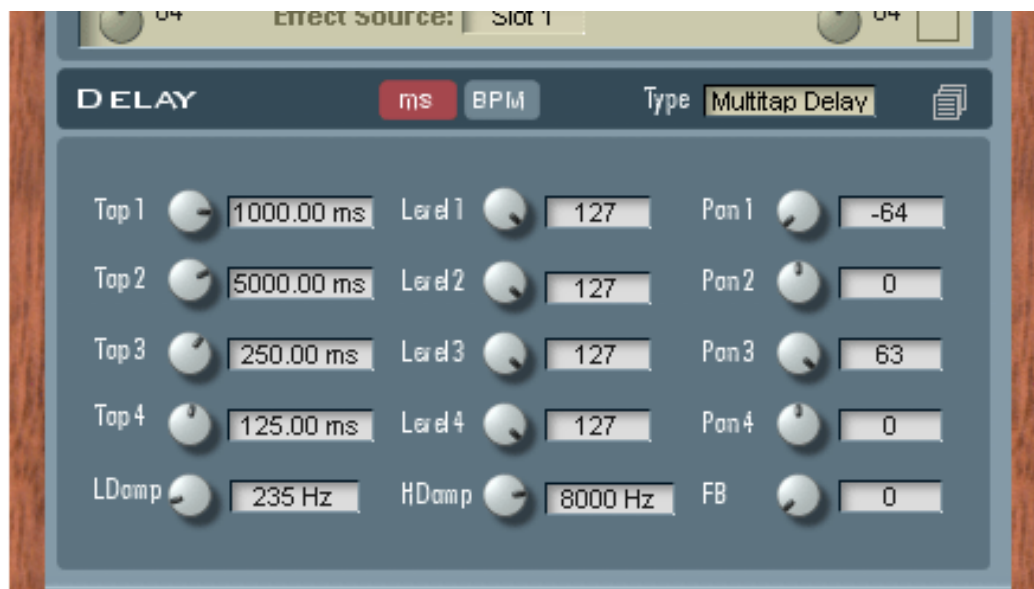 64 Effect Source: Slot 1 64
DELAY ms BPM Type Multitap Delay
Tap 1 1000.00 ms Level 1 127 Pan 1 -64
Tap 2 5000.00 ms Level 2 127 Pan 2 0
Tap 3 250.00 ms Level 3 127 Pan 3 63
Tap 4 125.00 ms Level 4 127 Pan 4 0
LDamp 235 Hz HDamp 8000 Hz FB 0